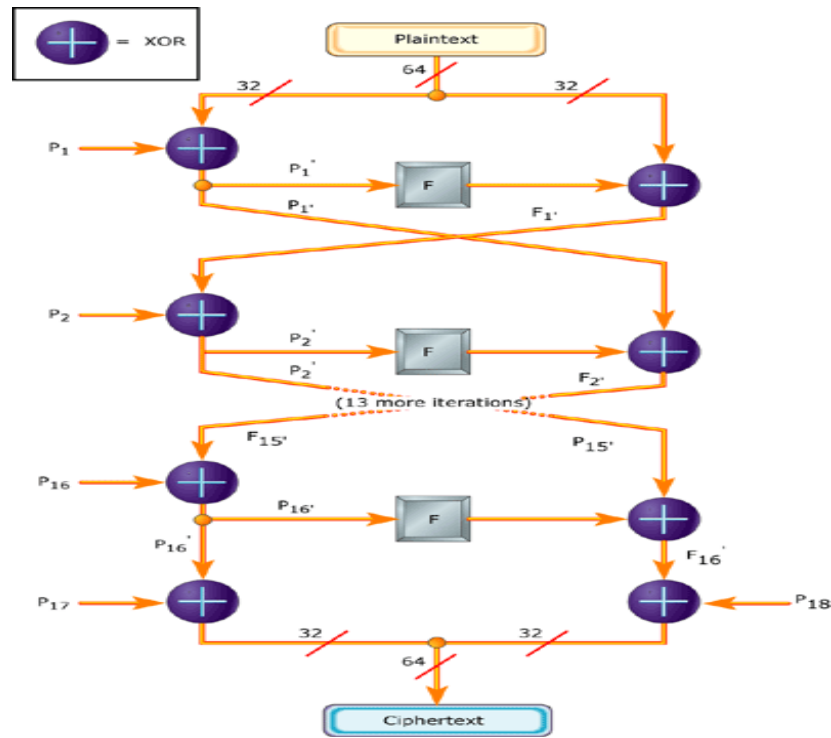 = XOR
Plaintext
64
32 32
P₁
P₁'
F
P₁'
F₁'
P₂
P₂'
F
P₂'
F₂'
(13 more iterations)
F₁₅'
P₁₅'
P₁₆
P₁₆'
F
P₁₆'
F₁₆'
P₁₇
P₁₈
32 32
64
Ciphertext